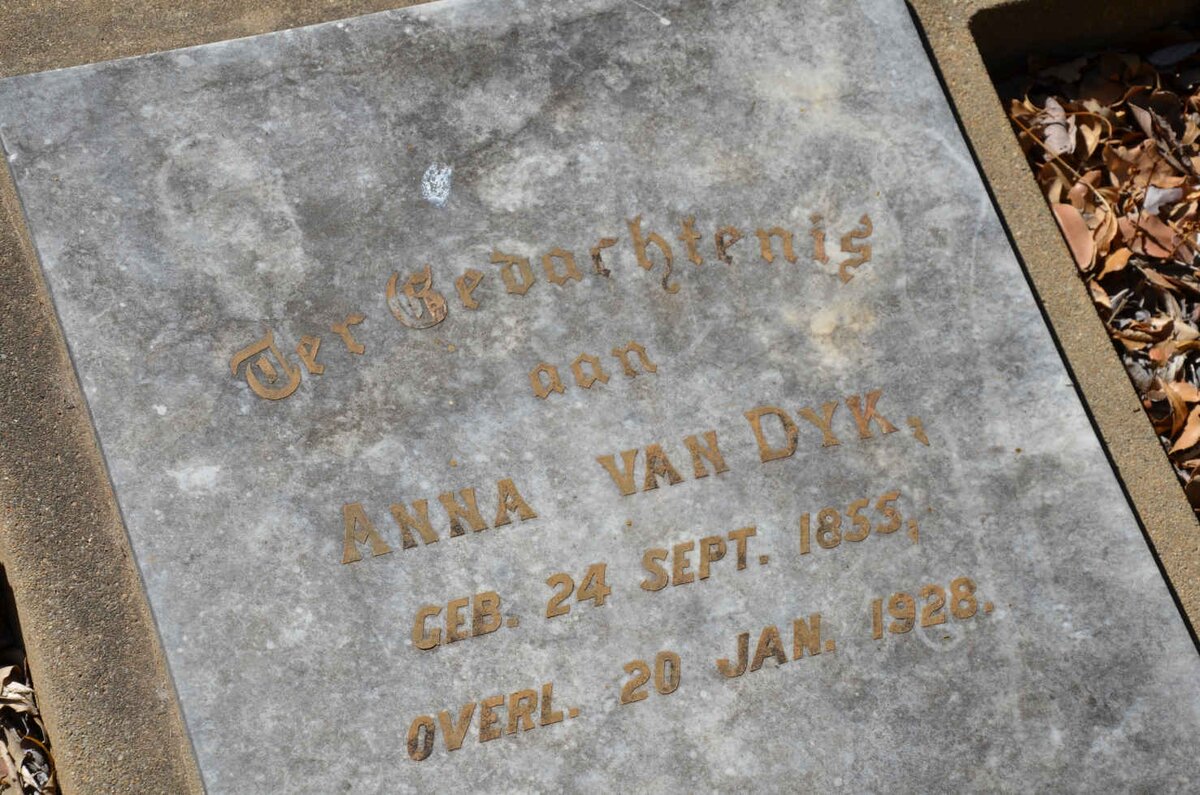 Ter Gedachtenis
aan
ANNA VAN DYK,
GEB. 24 SEPT. 1855,
OVERL. 20 JAN. 1928.